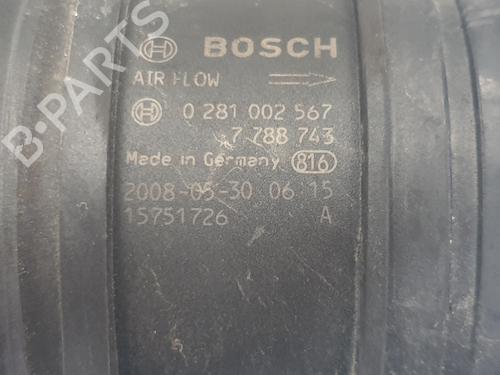 BOSCH
AIR FLOW
0 281 002 567
7 788 743
Made in Germany 816
2008-05-30 06 15
15751726 A
B-PARTS